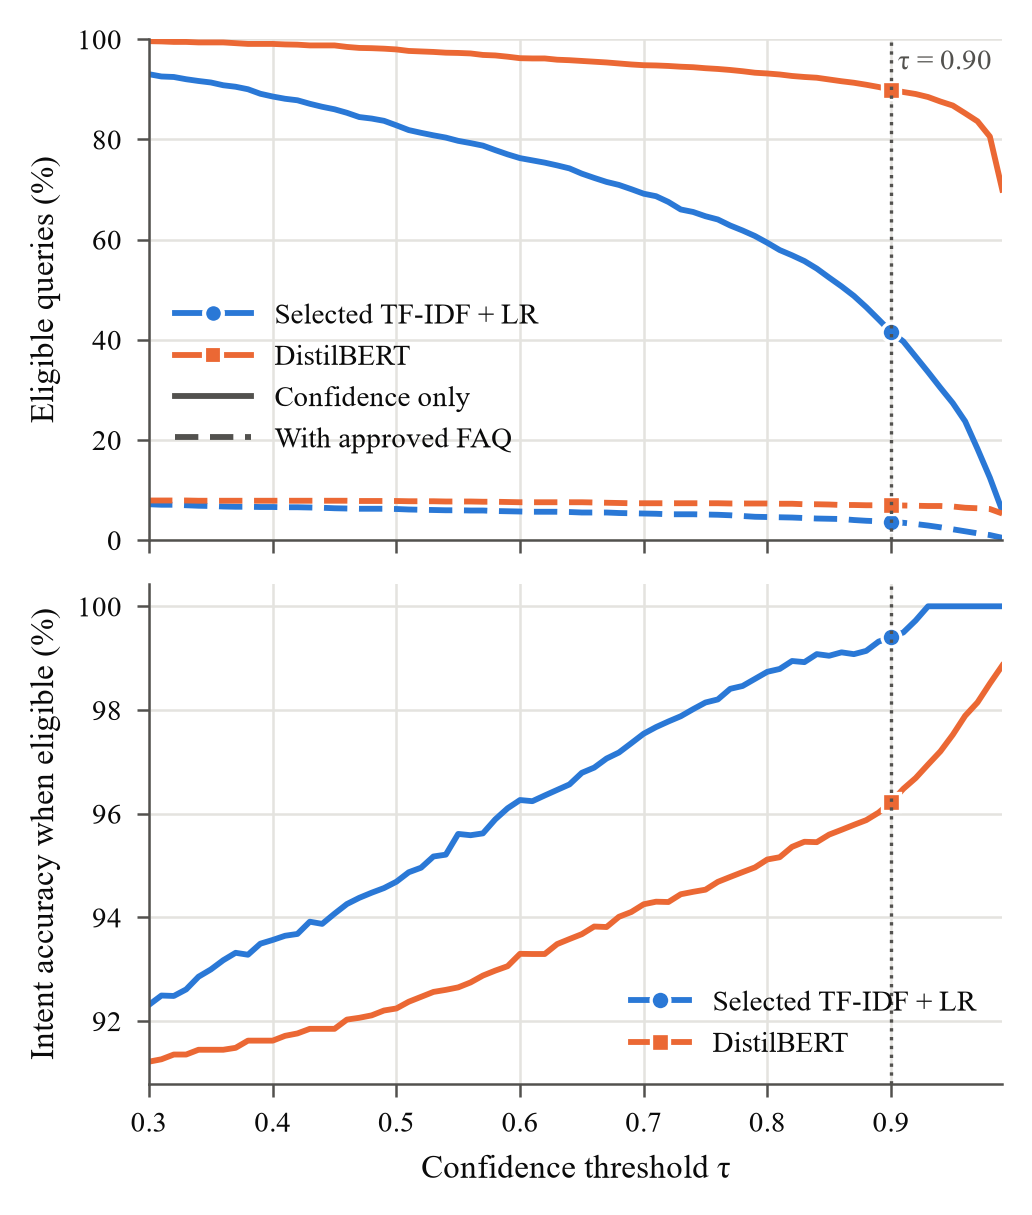 100
τ = 0.90
80
60
40
20
0
Eligible queries (%)
Selected TF-IDF + LR
DistilBERT
Confidence only
With approved FAQ
100
98
96
94
92
Intent accuracy when eligible (%)
Selected TF-IDF + LR
DistilBERT
0.3 0.4 0.5 0.6 0.7 0.8 0.9
Confidence threshold τ